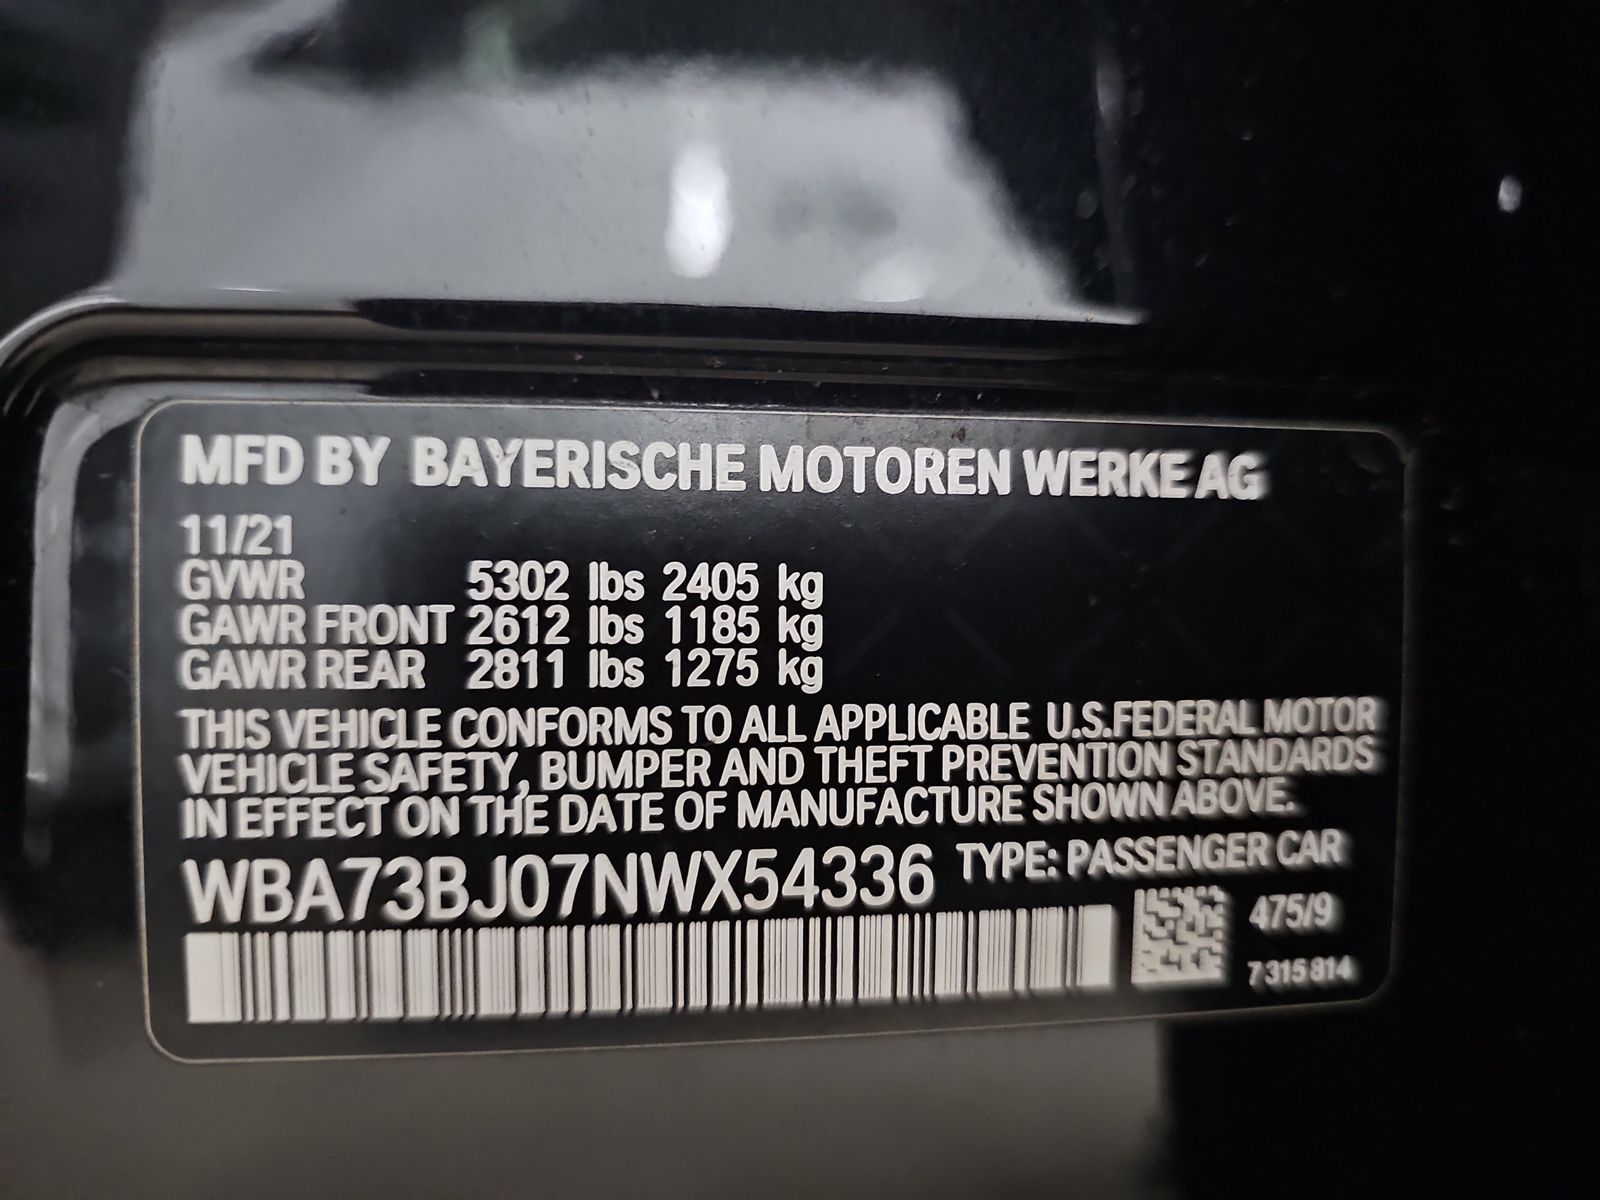 MFD BY BAYERISCHE MOTOREN WERKE AG
11/21
GVWR 5302 lbs 2405 kg
GAWR FRONT 2612 lbs 1185 kg
GAWR REAR 2811 lbs 1275 kg
THIS VEHICLE CONFORMS TO ALL APPLICABLE U.S.FEDERAL MOTOR
VEHICLE SAFETY, BUMPER AND THEFT PREVENTION STANDARDS
IN EFFECT ON THE DATE OF MANUFACTURE SHOWN ABOVE.
WBA73BJ07NWX54336 TYPE: PASSENGER CAR
475/9
7 315 814